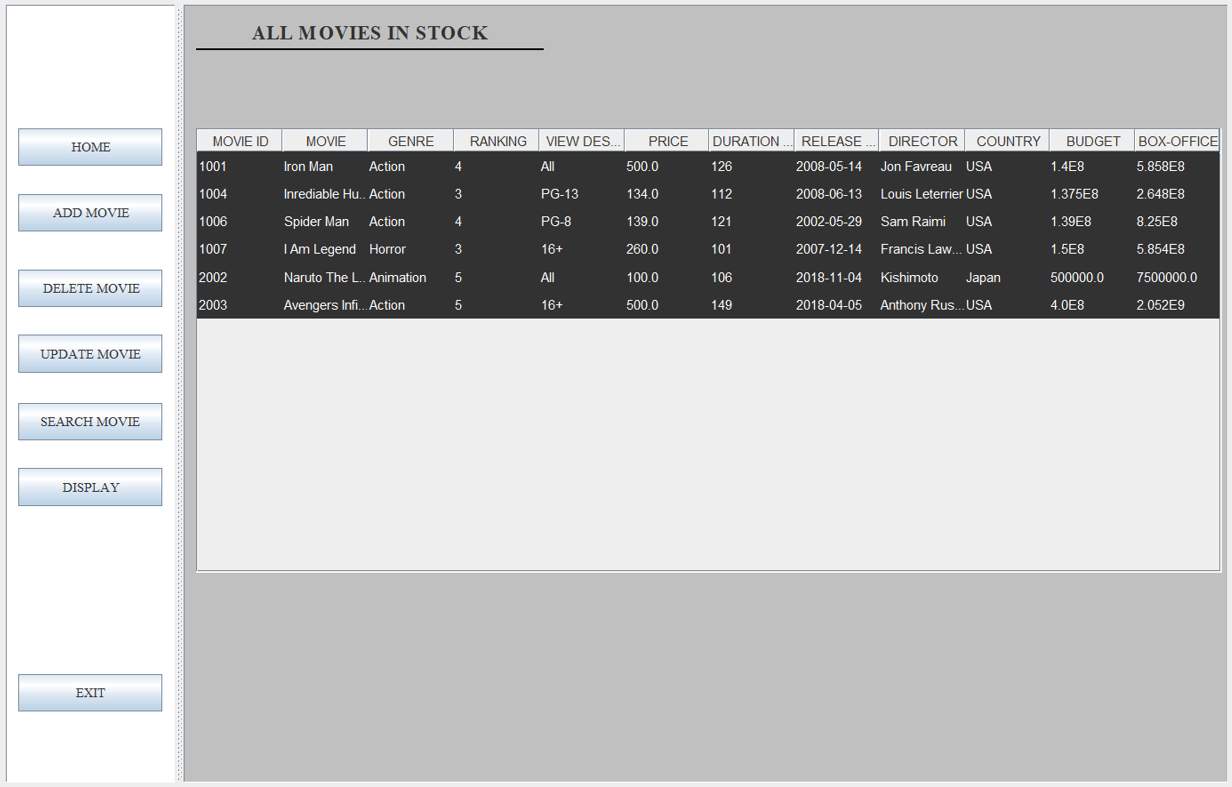 ALL MOVIES IN STOCK
HOME
ADD MOVIE
DELETE MOVIE
UPDATE MOVIE
SEARCH MOVIE
DISPLAY
EXIT
MOVIE ID MOVIE GENRE RANKING VIEW DES... PRICE DURATION ... RELEASE ... DIRECTOR COUNTRY BUDGET BOX-OFFICE
1001 Iron Man Action 4 All 500.0 126 2008-05-14 Jon Favreau USA 1.4E8 5.858E8
1004 Inrediable Hu... Action 3 PG-13 134.0 112 2008-06-13 Louis Leterrier USA 1.375E8 2.648E8
1006 Spider Man Action 4 PG-8 139.0 121 2002-05-29 Sam Raimi USA 1.39E8 8.25E8
1007 I Am Legend Horror 3 16+ 260.0 101 2007-12-14 Francis Law... USA 1.5E8 5.854E8
2002 Naruto The L... Animation 5 All 100.0 106 2018-11-04 Kishimoto Japan 500000.0 7500000.0
2003 Avengers Infi... Action 5 16+ 500.0 149 2018-04-05 Anthony Rus... USA 4.0E8 2.052E9